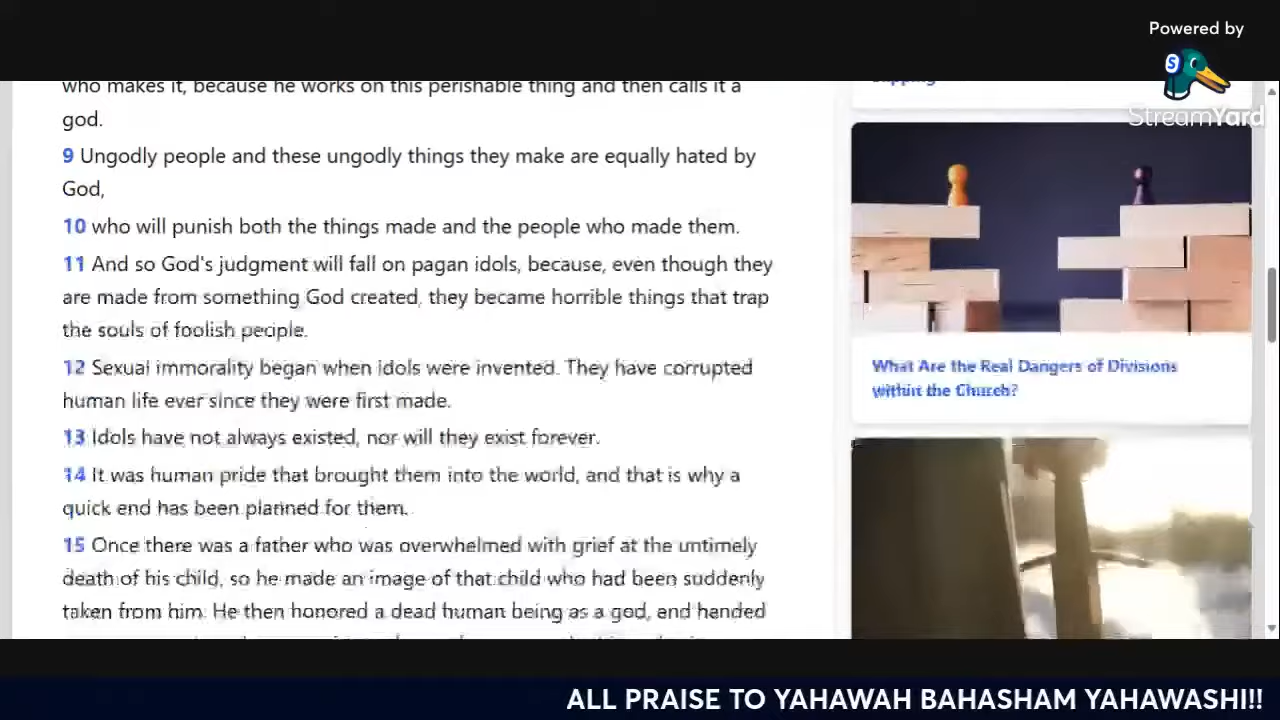 Powered by
StreamYard
who makes it, because he works on this perishable thing and then calls it a
god.
9 Ungodly people and these ungodly things they make are equally hated by
God,
10 who will punish both the things made and the people who made them.
11 And so God's judgment will fall on pagan idols, because, even though they
are made from something God created, they became horrible things that trap
the souls of foolish people.
12 Sexual immorality began when idols were invented. They have corrupted
human life ever since they were first made.
13 Idols have not always existed, nor will they exist forever.
14 It was human pride that brought them into the world, and that is why a
quick end has been planned for them.
15 Once there was a father who was overwhelmed with grief at the untimely
death of his child, so he made an image of that child who had been suddenly
taken from him. He then honored a dead human being as a god, and handed
What Are the Real Dangers of Divisions
within the Church?
ALL PRAISE TO YAHAWAH BAHASHAM YAHAWASHI!!